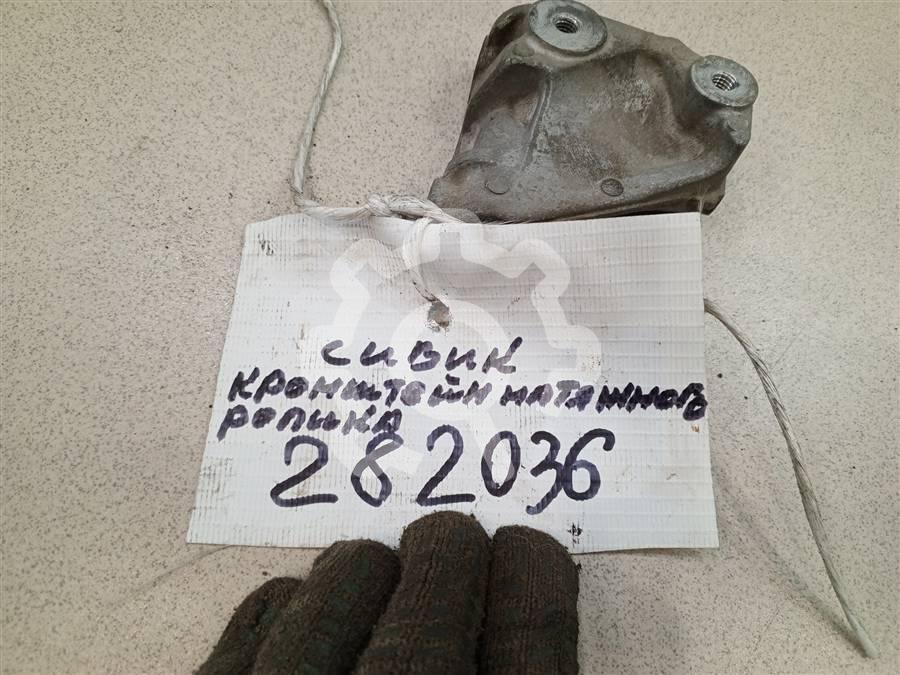 сивик
кронштейн натяжного
ролика
282036